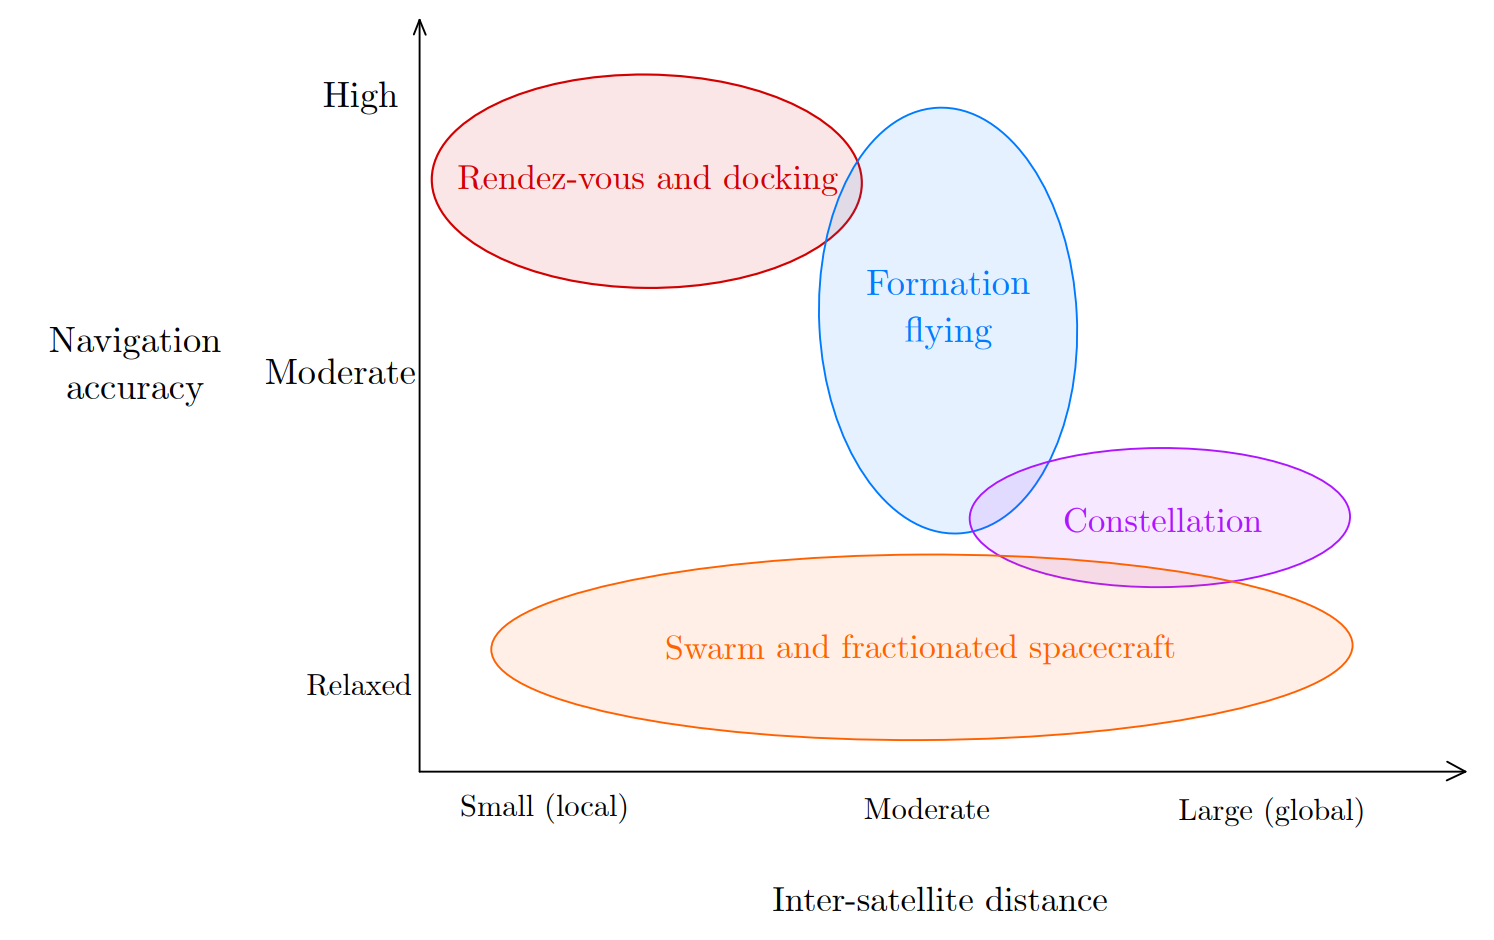 High
Rendez-vous and docking
Formation
flying
Navigation
accuracy
Moderate
Constellation
Swarm and fractionated spacecraft
Relaxed
Small (local)
Moderate
Large (global)
Inter-satellite distance